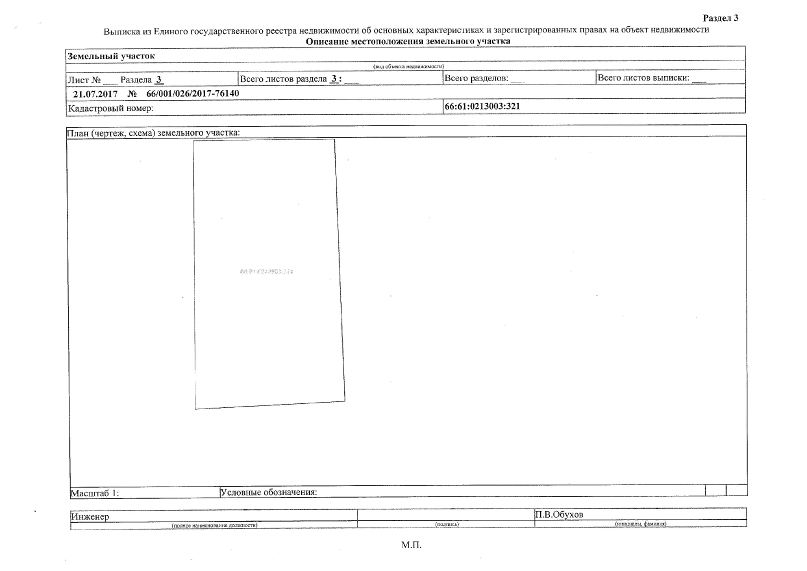 Раздел 3
Выписка из Единого государственного реестра недвижимости об основных характеристиках и зарегистрированных правах на объект недвижимости
Описание местоположения земельного участка
Земельный участок
(вид объекта недвижимости)
Лист № ___ Раздела 3 Всего листов раздела 3 : ___ Всего разделов: ___ Всего листов выписки: ___
21.07.2017 № 66/001/026/2017-76140
Кадастровый номер: 66:61:0213003:321
План (чертеж, схема) земельного участка:
Масштаб 1: Условные обозначения:
Инженер П.В.Обухов
(полное наименование должности) (подпись) (инициалы, фамилия)
М.П.